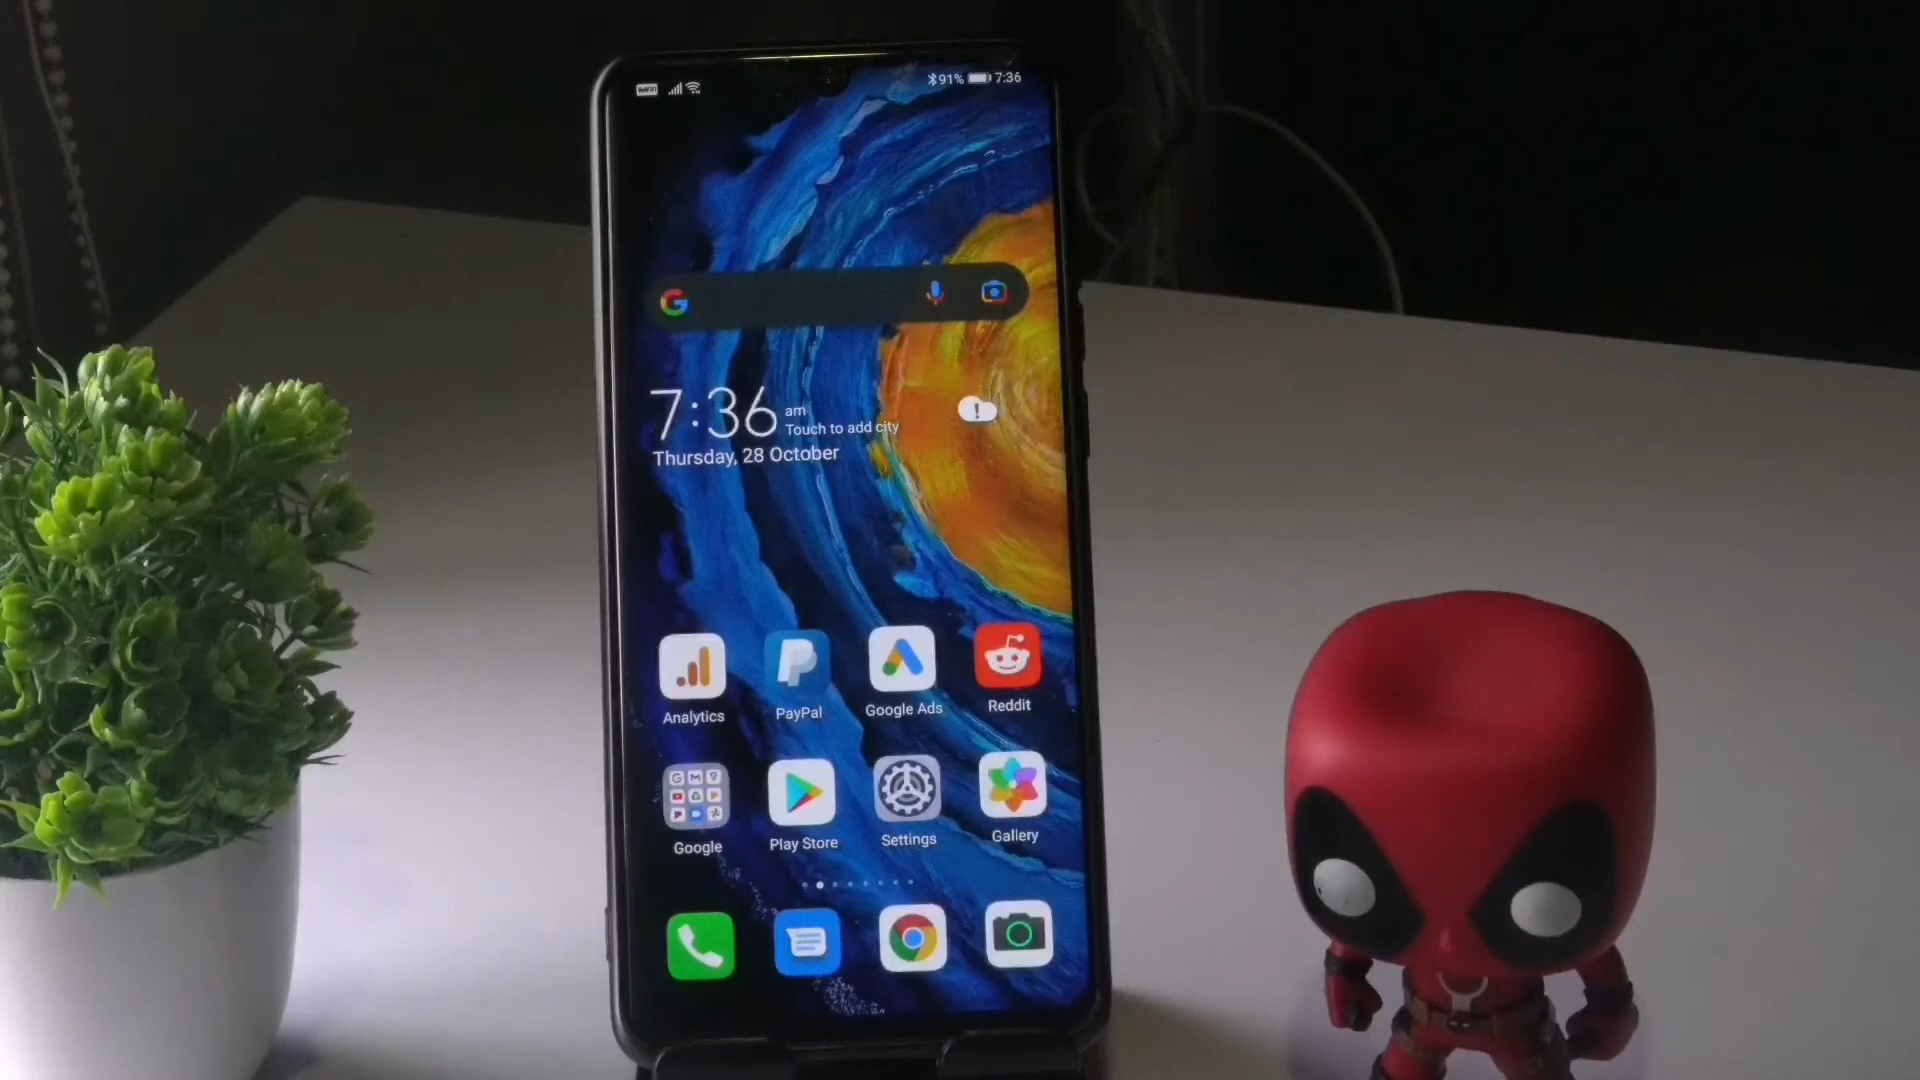 VoWiFi
91% 7:36
7:36 am
Touch to add city
Thursday, 28 October
Analytics PayPal Google Ads Reddit
Google Play Store Settings Gallery